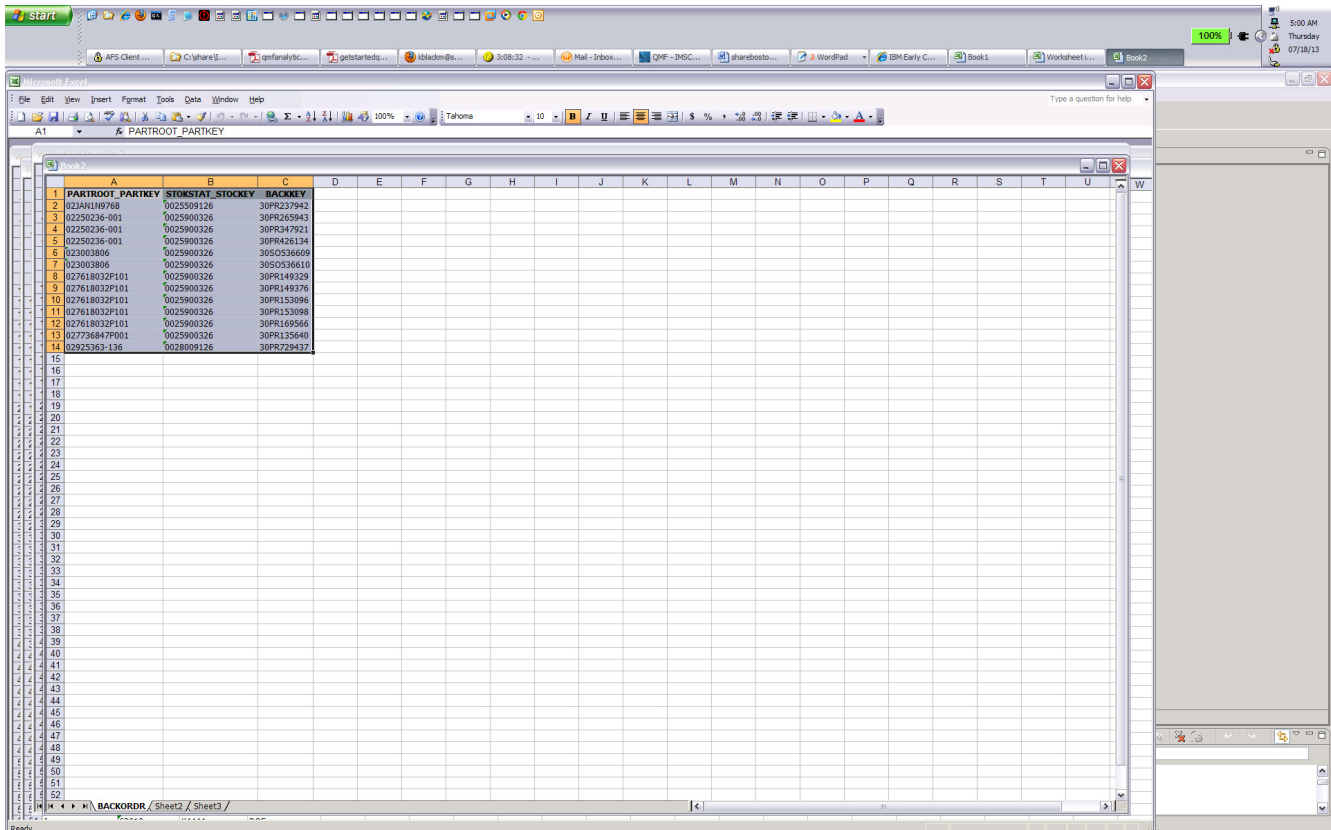 start
5:00 AM
100%
Thursday
07/18/13
AFS Client ...
C:\share\I...
qmfanalytic...
getstartedq...
kbladm@s...
3:08:32 - ...
Mail - Inbox...
QMF - IMSC...
sharebosto...
2 WordPad
IBM Early C...
Book1
Worksheet i...
Book2
Microsoft Excel
File Edit View Insert Format Tools Data Window Help
Type a question for help
100%
Tahoma
10
B I U
A1 fx PARTROOT_PARTKEY
Book2
A B C D E F G H I J K L M N O P Q R S T U W
1 PARTROOT_PARTKEY STOKSTAT_STOCKEY BACKKEY
2 02JAN1N976B 0025509126 30PR237942
3 02250236-001 0025900326 30PR265943
4 02250236-001 0025900326 30PR347921
5 02250236-001 0025900326 30PR426134
6 023003806 0025900326 30SO536609
7 023003806 0025900326 30SO536610
8 027618032P101 0025900326 30PR149329
9 027618032P101 0025900326 30PR149376
10 027618032P101 0025900326 30PR153096
11 027618032P101 0025900326 30PR153098
12 027618032P101 0025900326 30PR169566
13 027736847P001 0025900326 30PR135640
14 02925363-136 0028009126 30PR729437
15
16
17
18
19
20
21
22
23
24
25
26
27
28
29
30
31
32
33
34
35
36
37
38
39
40
41
42
43
44
45
46
47
48
49
50
51
52
BACKORDR / Sheet2 / Sheet3 /
Ready